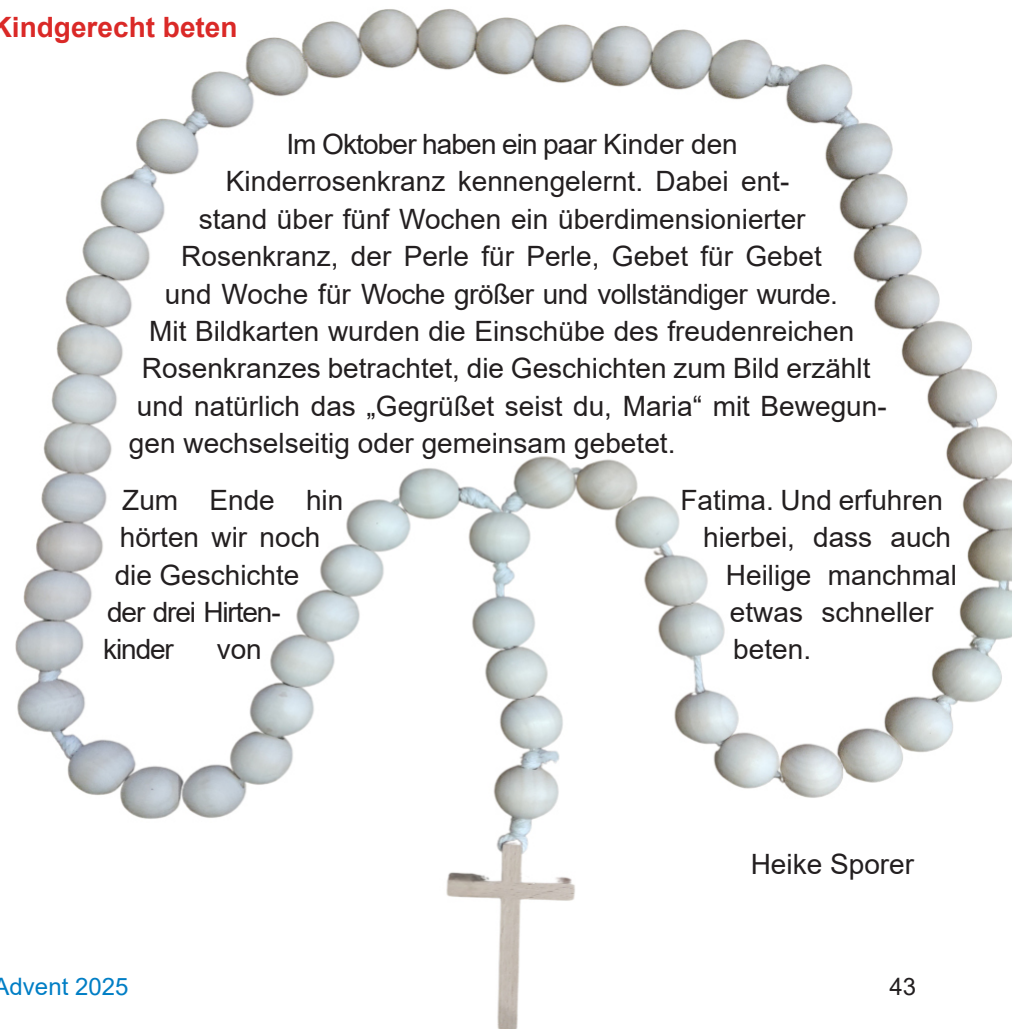 Kindgerecht beten
Im Oktober haben ein paar Kinder den
Kinderrosenkranz kennengelernt. Dabei ent-
stand über fünf Wochen ein überdimensionierter
Rosenkranz, der Perle für Perle, Gebet für Gebet
und Woche für Woche größer und vollständiger wurde.
Mit Bildkarten wurden die Einschübe des freudenreichen
Rosenkranzes betrachtet, die Geschichten zum Bild erzählt
und natürlich das „Gegrüßet seist du, Maria“ mit Bewegun-
gen wechselseitig oder gemeinsam gebetet.
Zum Ende hin
hörten wir noch
die Geschichte
der drei Hirten-
kinder von
Fatima. Und erfuhren
hierbei, dass auch
Heilige manchmal
etwas schneller
beten.
Heike Sporer
Advent 2025
43